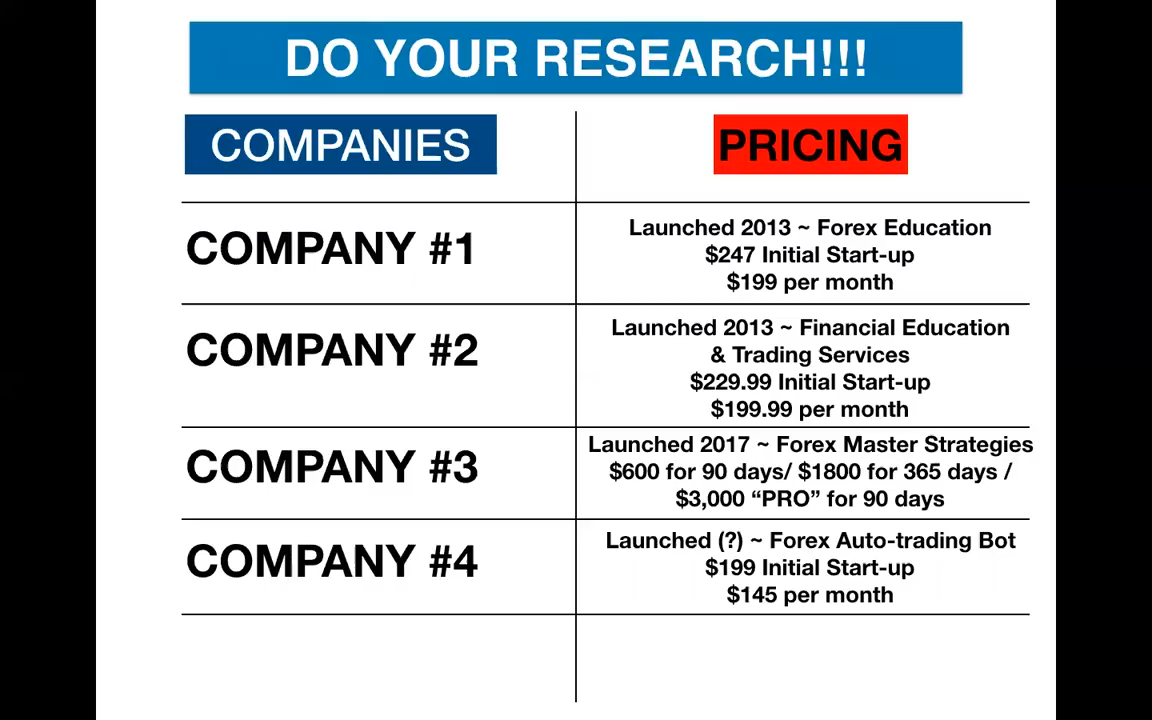 DO YOUR RESEARCH!!!
COMPANIES
PRICING
COMPANY #1
Launched 2013 ~ Forex Education
$247 Initial Start-up
$199 per month
COMPANY #2
Launched 2013 ~ Financial Education
& Trading Services
$229.99 Initial Start-up
$199.99 per month
COMPANY #3
Launched 2017 ~ Forex Master Strategies
$600 for 90 days/ $1800 for 365 days /
$3,000 “PRO” for 90 days
COMPANY #4
Launched (?) ~ Forex Auto-trading Bot
$199 Initial Start-up
$145 per month